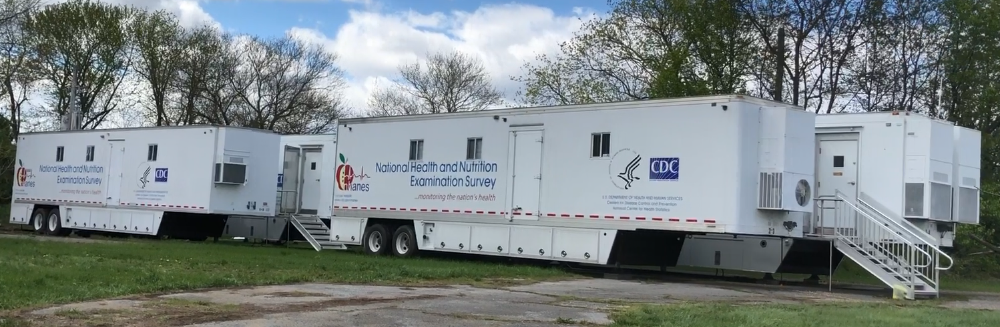 National Health and Nutrition
Examination Survey
...monitoring the nation's health
nhanes
CDC
National Health and Nutrition
Examination Survey
...monitoring the nation's health
nhanes
CDC
U.S. DEPARTMENT OF HEALTH AND HUMAN SERVICES
Centers for Disease Control and Prevention
National Center for Health Statistics